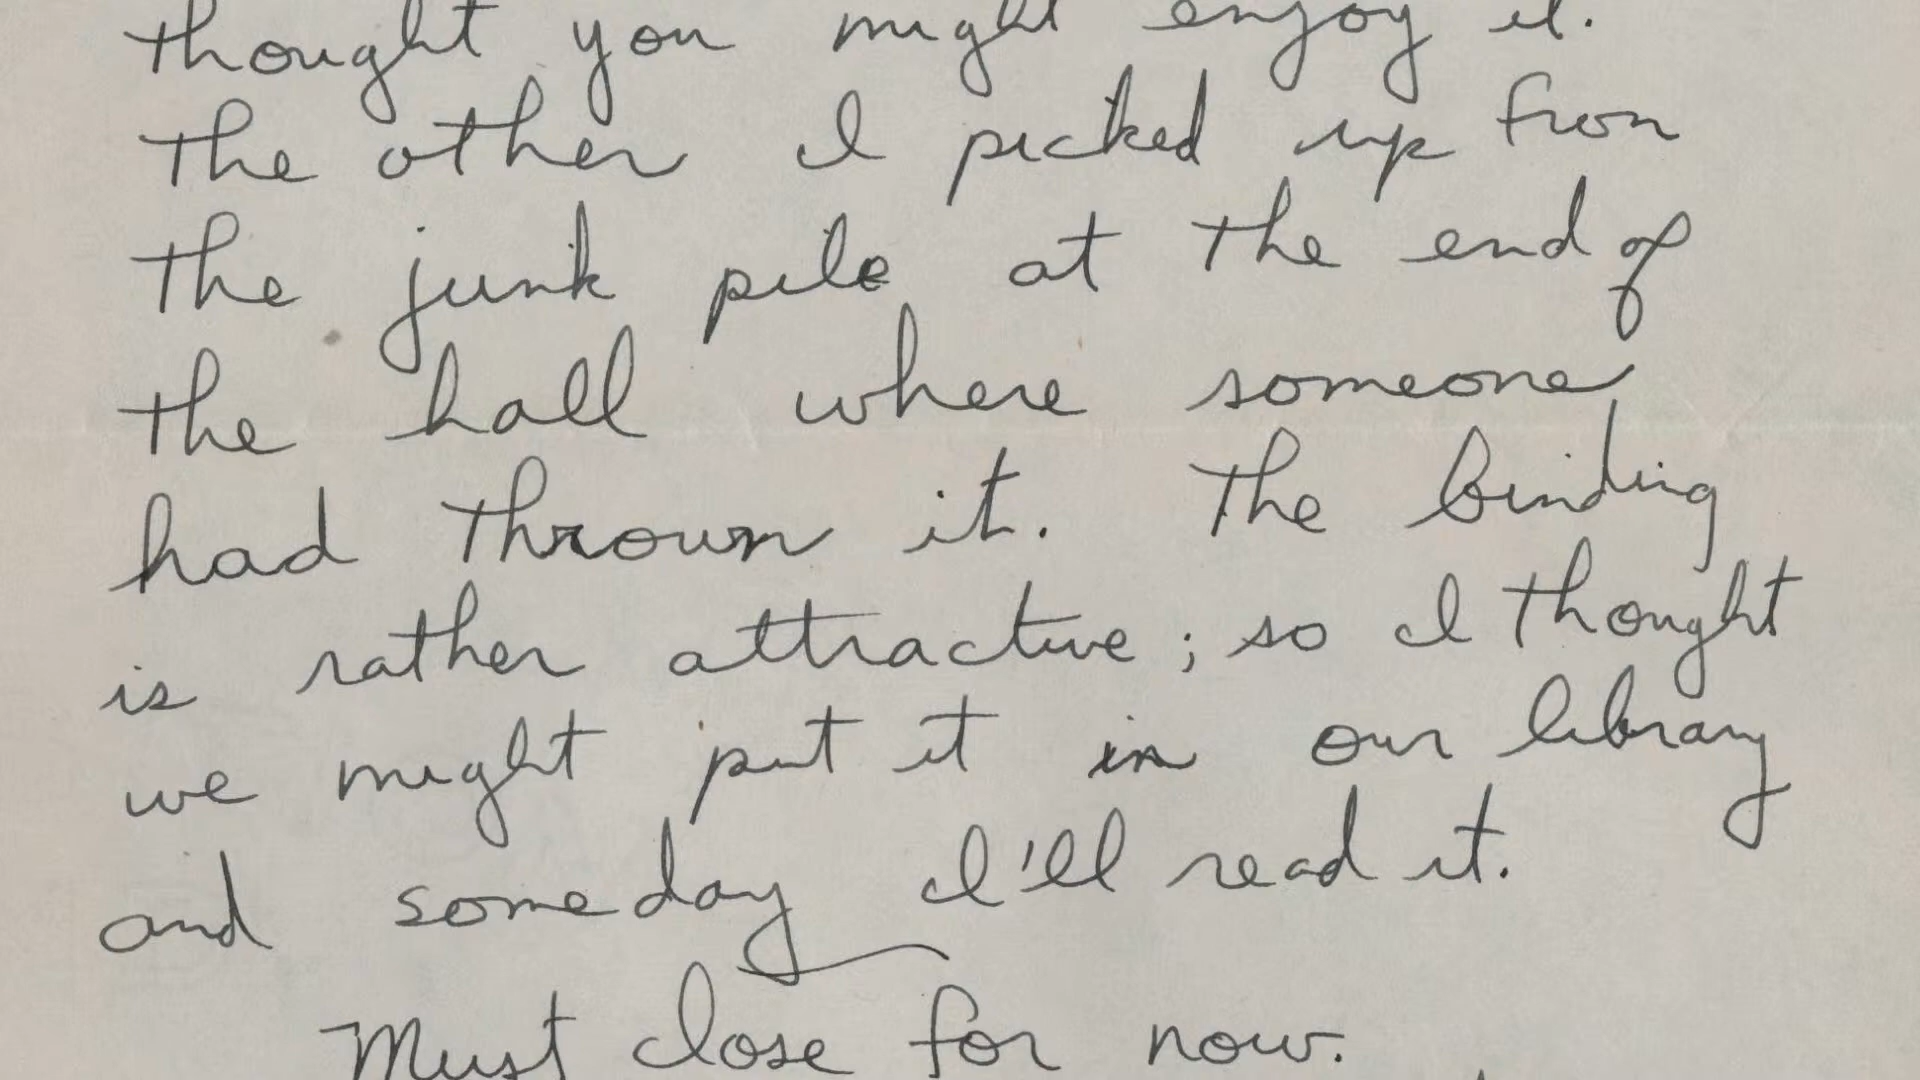 thought you might enjoy it.
The other I picked up from
the junk pile at the end of
the hall where someone
had thrown it. The binding
is rather attractive; so I thought
we might put it in our library
and someday I'll read it.
Must close for now.